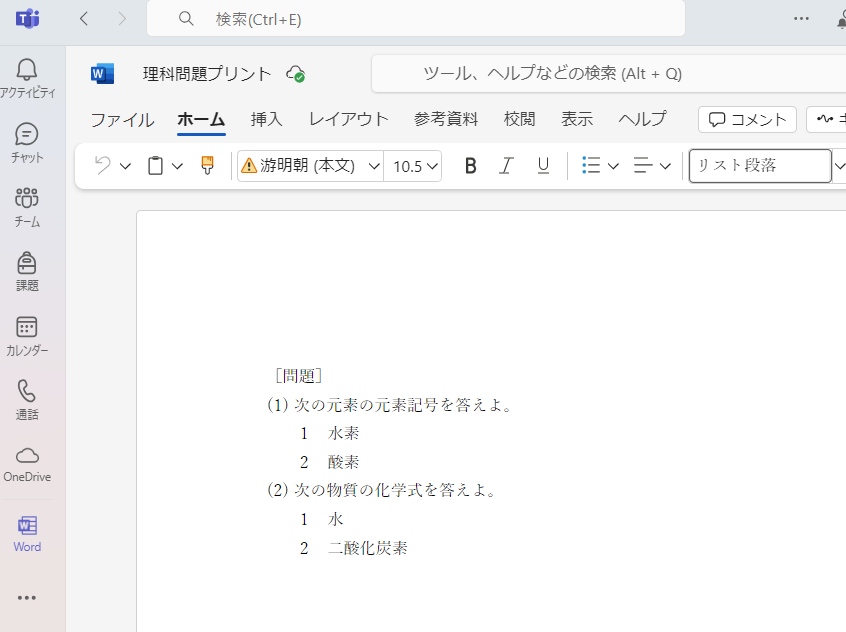 検索(Ctrl+E)
アクティビティ
チャット
チーム
課題
カレンダー
通話
OneDrive
Word
理科問題プリント
ツール、ヘルプなどの検索 (Alt + Q)
ファイル ホーム 挿入 レイアウト 参考資料 校閲 表示 ヘルプ コメント キ
游明朝 (本文) 10.5 B I U リスト段落
［問題］
(1) 次の元素の元素記号を答えよ。
1 水素
2 酸素
(2) 次の物質の化学式を答えよ。
1 水
2 二酸化炭素